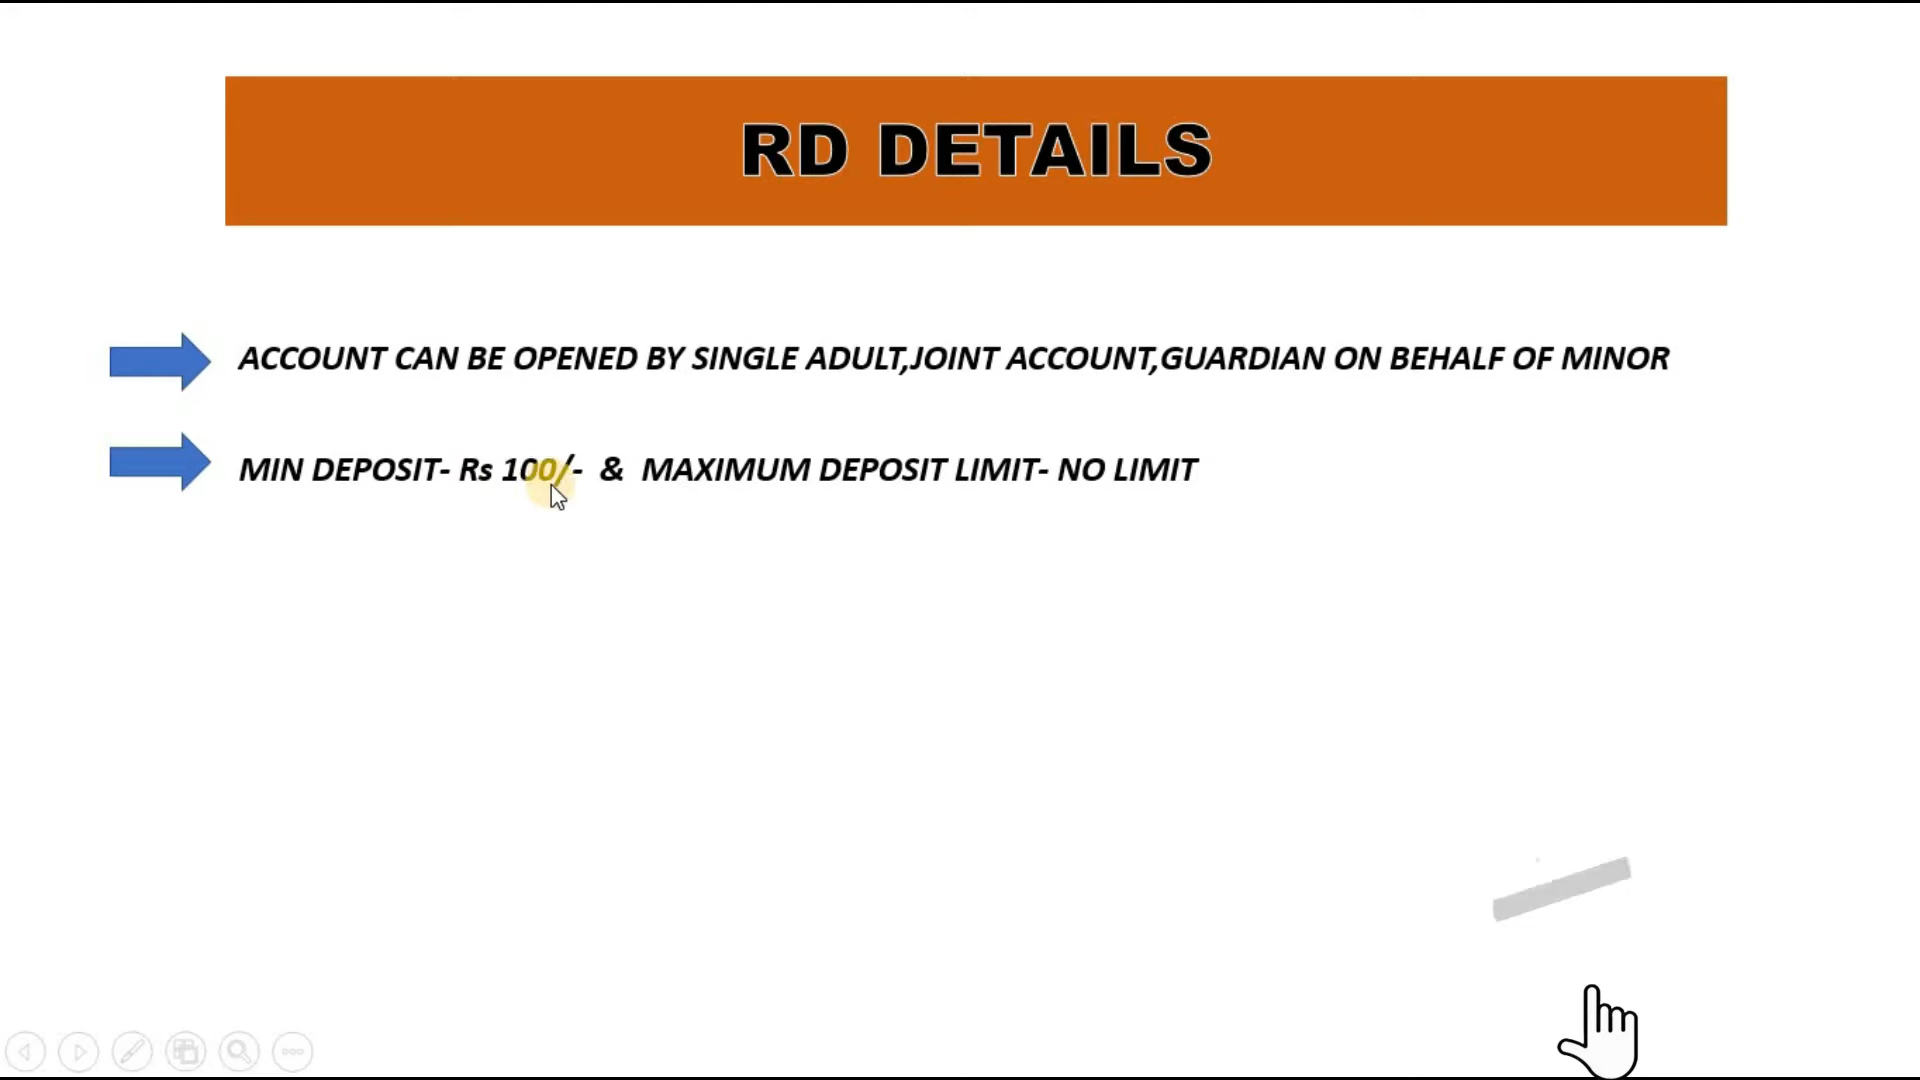 RD DETAILS
ACCOUNT CAN BE OPENED BY SINGLE ADULT,JOINT ACCOUNT,GUARDIAN ON BEHALF OF MINOR
MIN DEPOSIT- Rs 100/- & MAXIMUM DEPOSIT LIMIT- NO LIMIT